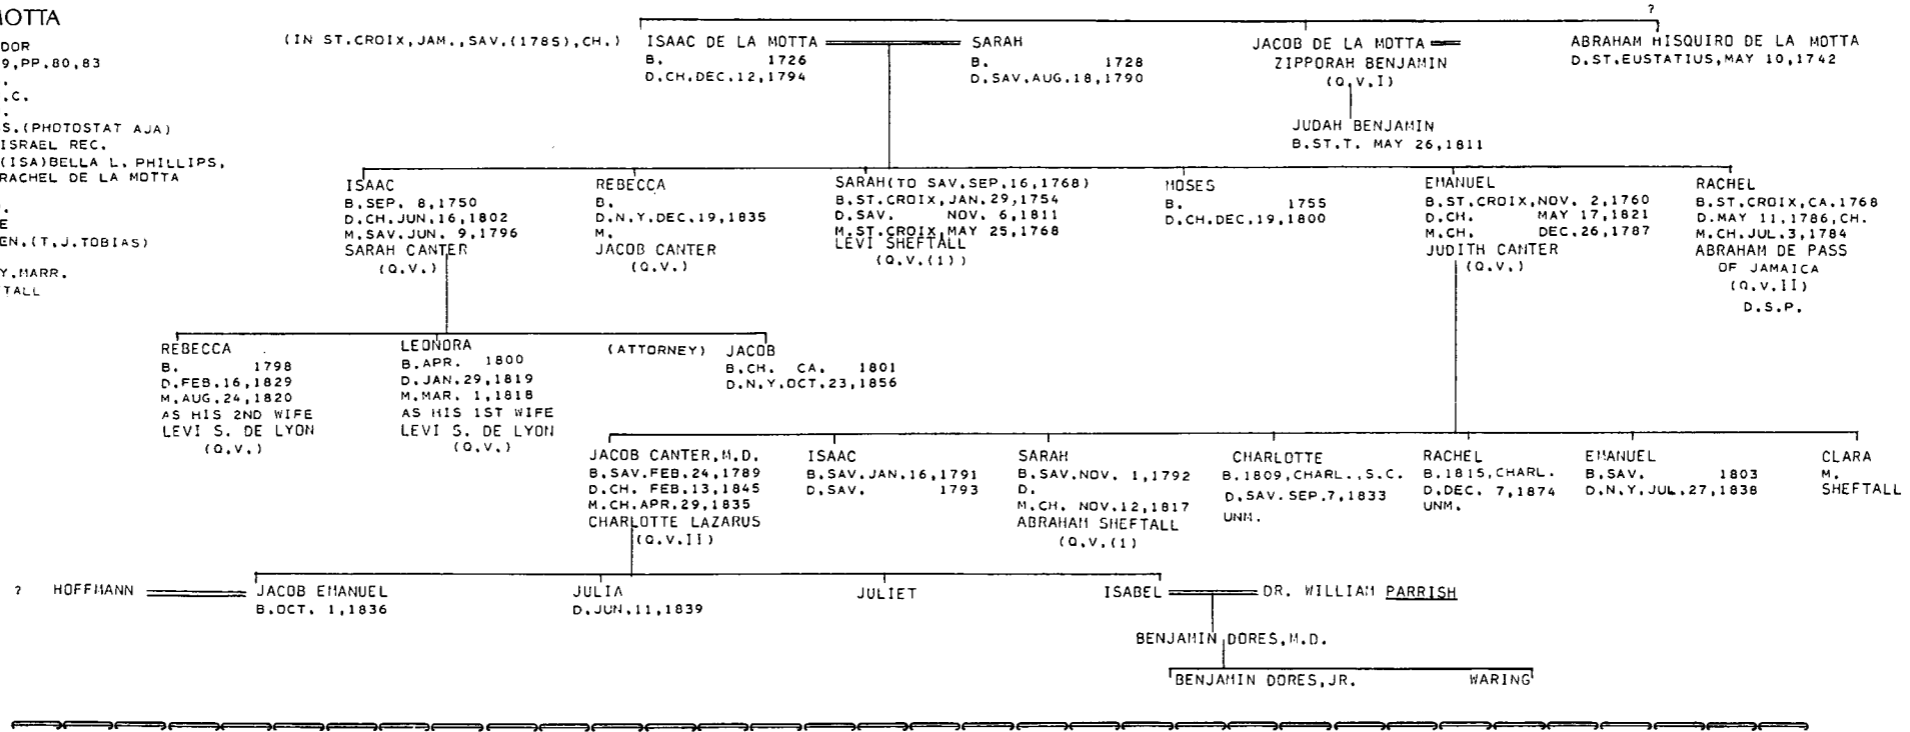 MOTTA
DOR
9,PP.80,83
.
.C.
.
S.(PHOTOSTAT AJA)
ISRAEL REC.
(ISA)BELLA L. PHILLIPS,
RACHEL DE LA MOTTA
.
E
EN.(T.J.TOBIAS)
Y.MARR.
TALL
?
(IN ST.CROIX,JAM.,SAV.(1785),CH.)
ISAAC DE LA MOTTA
B. 1726
D.CH.DEC.12,1794
SARAH
B. 1728
D.SAV.AUG.18,1790
JACOB DE LA MOTTA
ZIPPORAH BENJAMIN
(Q.V.I)
ABRAHAM HISQUIRO DE LA MOTTA
D.ST.EUSTATIUS,MAY 10,1742
JUDAH BENJAMIN
B.ST.T. MAY 26,1811
ISAAC
B.SEP. 8,1750
D.CH.JUN.16,1802
M.SAV.JUN. 9,1796
SARAH CANTER
(Q.V.)
REBECCA
B.
D.N.Y.DEC.19,1835
M.
JACOB CANTER
(Q.V.)
SARAH(TO SAV.SEP.16,1768)
B.ST.CROIX,JAN.29,1754
D.SAV. NOV. 6,1811
M.ST.CROIX,MAY 25,1768
LEVI SHEFTALL
(Q.V.(1))
MOSES
B. 1755
D.CH.DEC.19,1800
EMANUEL
B.ST.CROIX,NOV. 2,1760
D.CH. MAY 17,1821
M.CH. DEC.26,1787
JUDITH CANTER
(Q.V.)
RACHEL
B.ST.CROIX,CA.1768
D.MAY 11,1786,CH.
M.CH.JUL.3,1784
ABRAHAM DE PASS
OF JAMAICA
(Q.V.II)
D.S.P.
REBECCA
B. 1798
D.FEB.16,1829
M.AUG.24,1820
AS HIS 2ND WIFE
LEVI S. DE LYON
(Q.V.)
LEONORA
B.APR. 1800
D.JAN.29,1819
M.MAR. 1,1818
AS HIS 1ST WIFE
LEVI S. DE LYON
(Q.V.)
(ATTORNEY) JACOB
B.CH. CA. 1801
D.N.Y.OCT.23,1856
JACOB CANTER,M.D.
B.SAV.FEB.24,1789
D.CH. FEB.13,1845
M.CH.APR.29,1835
CHARLOTTE LAZARUS
(Q.V.II)
ISAAC
B.SAV.JAN.16,1791
D.SAV. 1793
SARAH
B.SAV.NOV. 1,1792
D.
M.CH. NOV.12,1817
ABRAHAM SHEFTALL
(Q.V.(1)
CHARLOTTE
B.1809,CHARL.,S.C.
D.SAV.SEP.7,1833
UNM.
RACHEL
B.1815,CHARL.
D.DEC. 7,1874
UNM.
EMANUEL
B.SAV. 1803
D.N.Y.JUL.27,1838
CLARA
M.
SHEFTALL
? HOFFMANN
JACOB EMANUEL
B.OCT. 1,1836
JULIA
D.JUN.11,1839
JULIET
ISABEL
DR. WILLIAM PARRISH
BENJAMIN DORES,M.D.
BENJAMIN DORES,JR. WARING